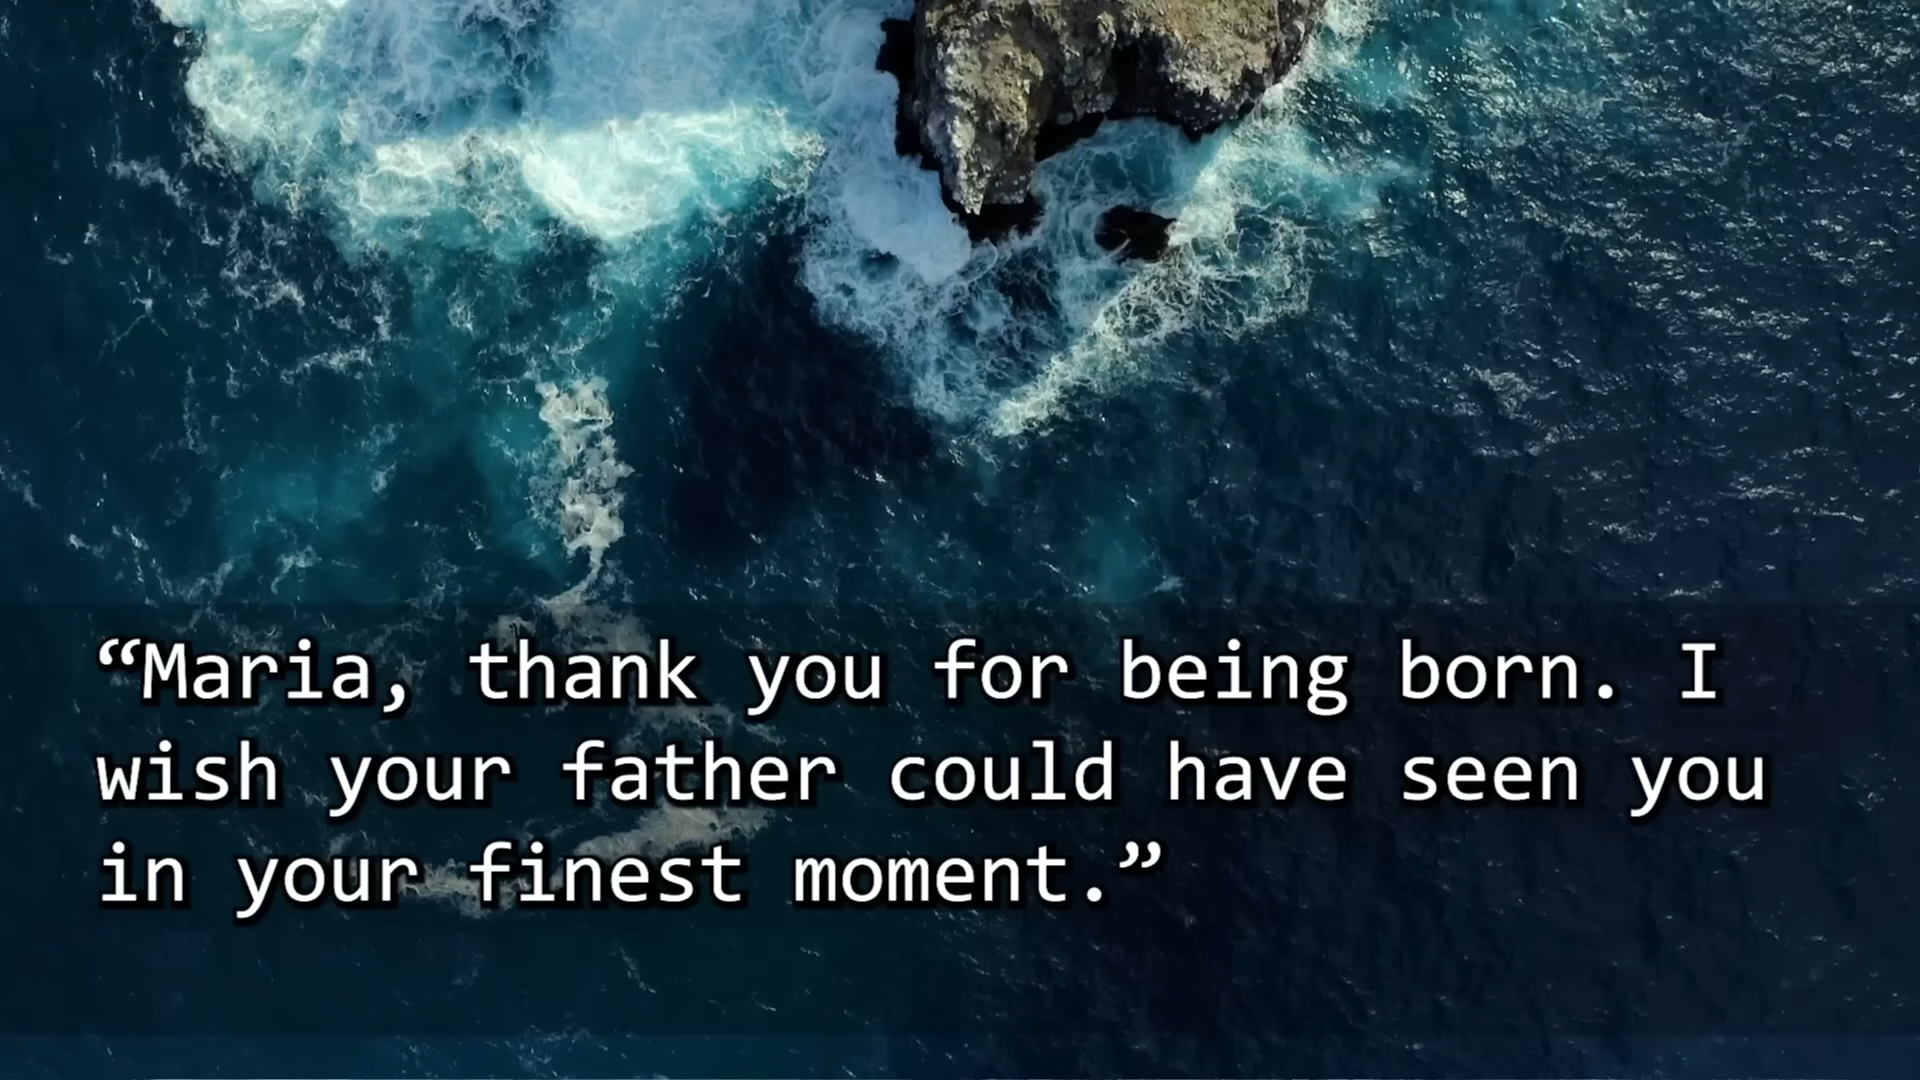 “Maria, thank you for being born. I
wish your father could have seen you
in your finest moment.”